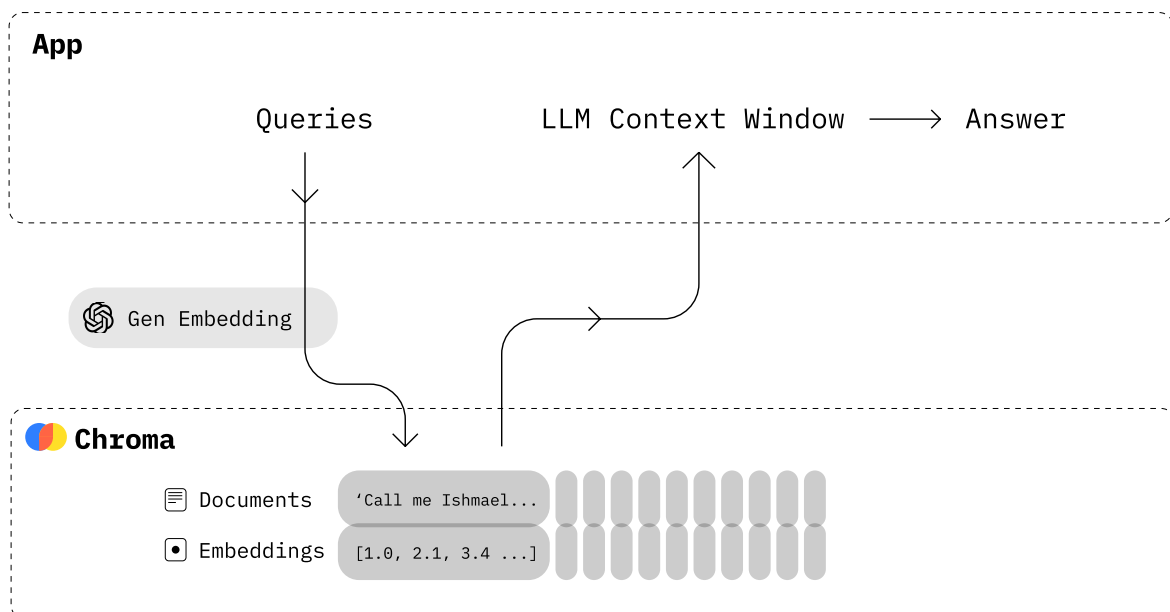 App
Queries
LLM Context Window
Answer
Gen Embedding
Chroma
Documents
‘Call me Ishmael...
Embeddings
[1.0, 2.1, 3.4 ...]